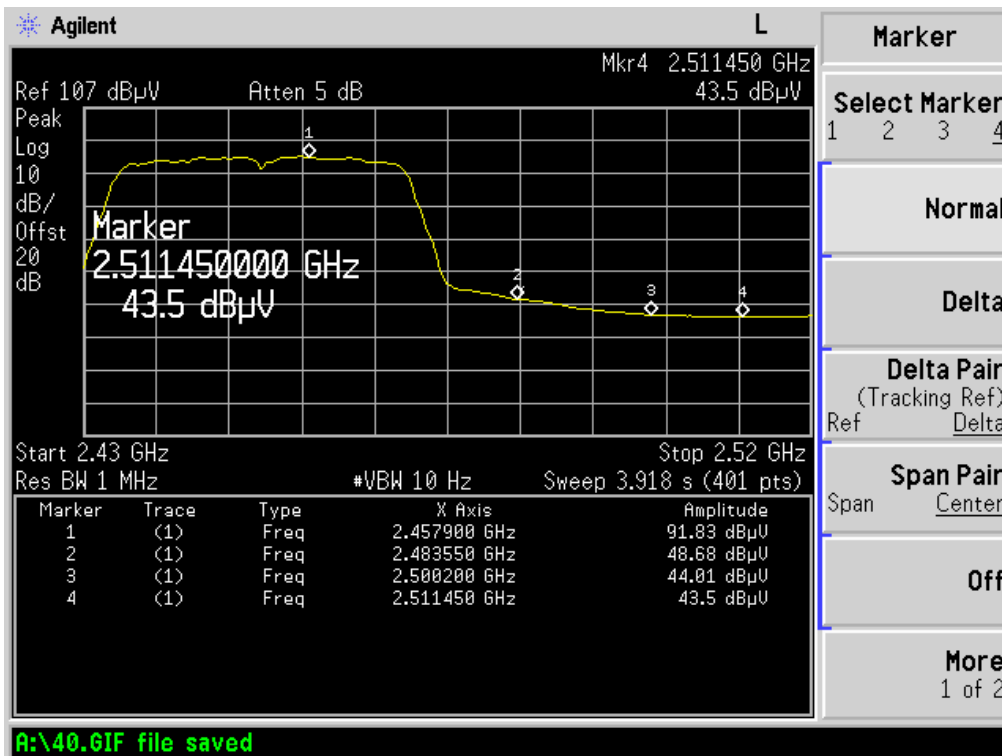 Agilent
L
Marker
Mkr4 2.511450 GHz
Ref 107 dBµV Atten 5 dB 43.5 dBµV
Peak
Log
10
dB/
Offst
20
dB
1
2
3
4
Marker
2.511450000 GHz
43.5 dBµV
Start 2.43 GHz Stop 2.52 GHz
Res BW 1 MHz #VBW 10 Hz Sweep 3.918 s (401 pts)
Marker Trace Type X Axis Amplitude
1 (1) Freq 2.457900 GHz 91.83 dBµV
2 (1) Freq 2.483550 GHz 48.68 dBµV
3 (1) Freq 2.500200 GHz 44.01 dBµV
4 (1) Freq 2.511450 GHz 43.5 dBµV
Select Marker
1 2 3 4
Normal
Delta
Delta Pair
(Tracking Ref)
Ref Delta
Span Pair
Span Center
Off
More
1 of 2
A:\40.GIF file saved